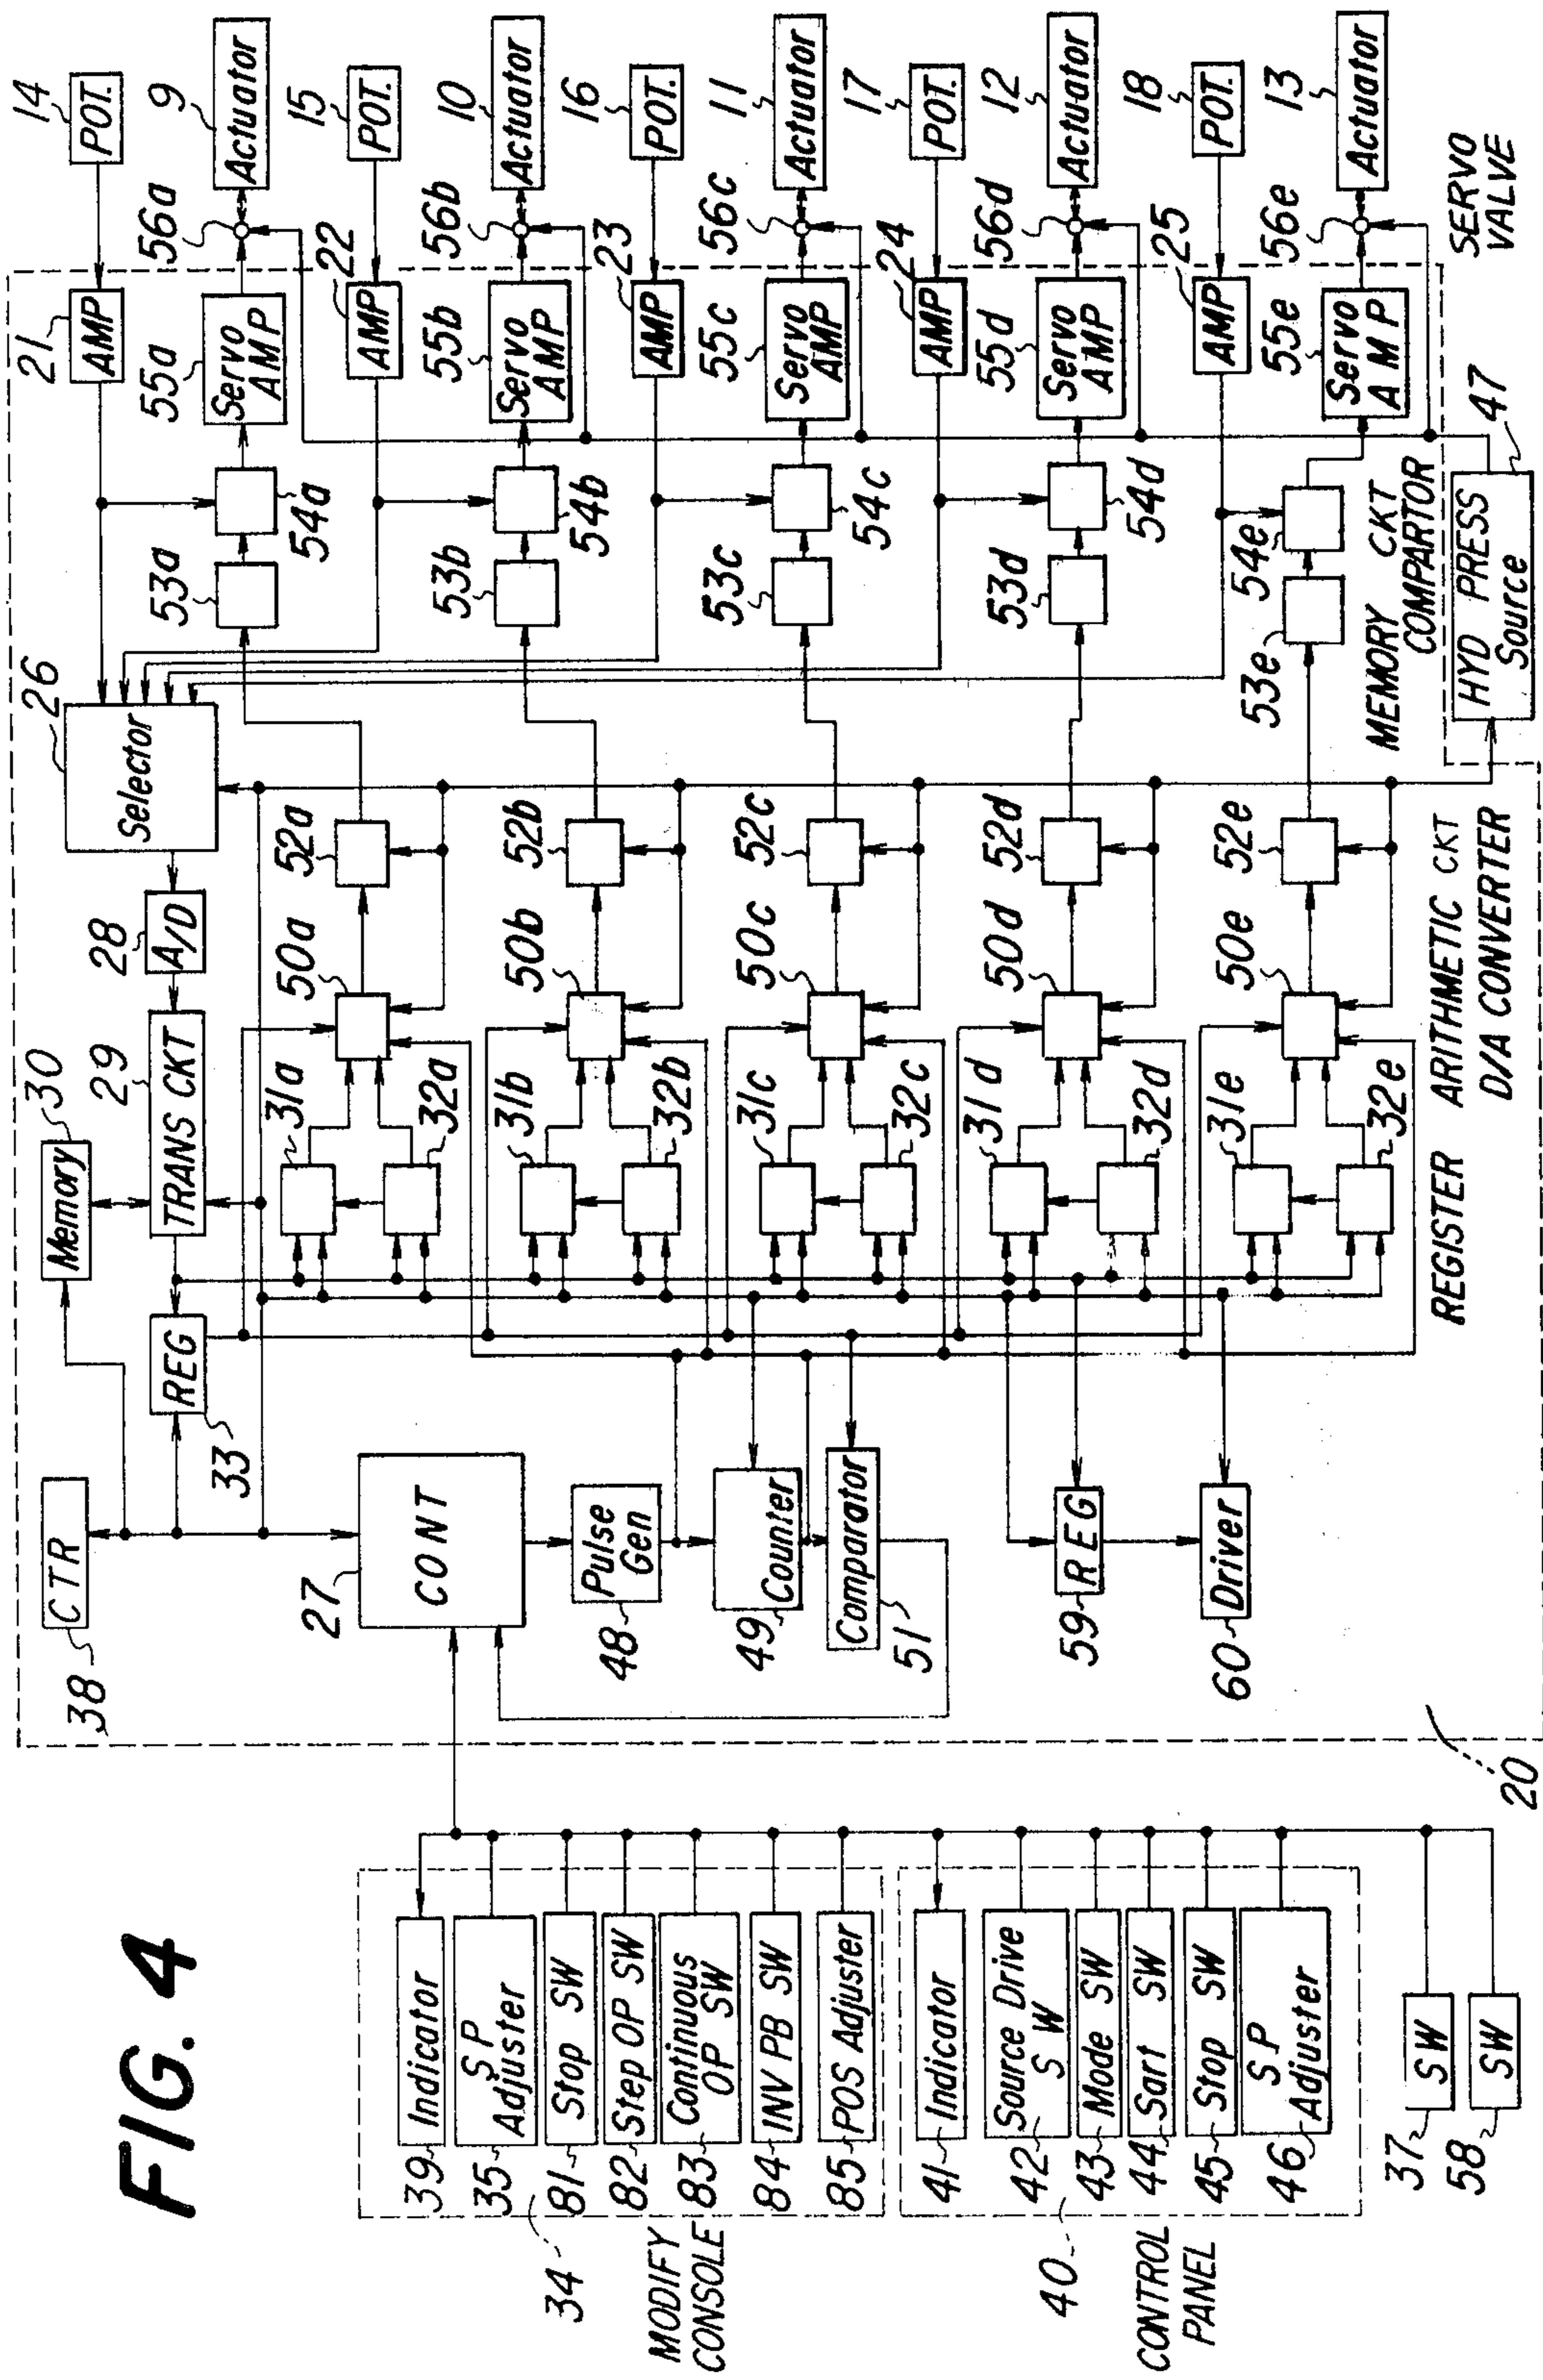 FIG. 4
39
Indicator
35
S P
Adjuster
81
Stop SW
82
Step OP SW
83
Continuous
OP SW
84
INV PB SW
85
POS Adjuster
34
MODIFY
CONSOLE
41
Indicator
42
Source Drive
S W
43
Mode SW
44
Sart SW
45
Stop SW
46
S P
Adjuster
40
CONTROL
PANEL
37
SW
58
SW
20
38
CTR
27
CONT
48
Pulse
Gen
49
Counter
51
Comparator
59
REG
60
Driver
33
REG
30
Memory
29
TRANS CKT
28
A/D
26
Selector
31a
32a
50a
52a
31b
32b
50b
52b
31c
32c
50c
52c
31d
32d
50d
52d
31e
32e
50e
52e
REGISTER
ARITHMETIC CKT
D/A CONVERTER
53a
54a
53b
54b
53c
54c
53d
54d
53e
54e
MEMORY CKT
COMPARTOR
HYD PRESS
Source
47
21
AMP
55a
Servo
AMP
22
AMP
55b
Servo
AMP
23
AMP
55c
Servo
AMP
24
AMP
55d
Servo
AMP
25
AMP
55e
Servo
AMP
56a
56b
56c
56d
56e
SERVO
VALVE
14
POT.
9
Actuator
15
POT.
10
Actuator
16
POT.
11
Actuator
17
POT.
12
Actuator
18
POT.
13
Actuator